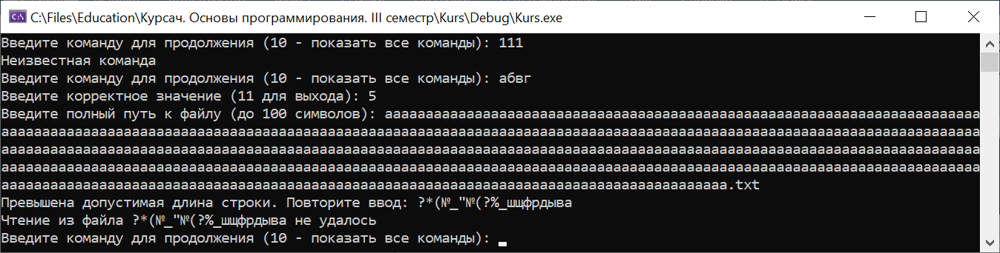 C:\Files\Education\Курсач. Основы программирования. III семестр\Kurs\Debug\Kurs.exe
Введите команду для продолжения (10 - показать все команды): 111
Неизвестная команда
Введите команду для продолжения (10 - показать все команды): абвг
Введите корректное значение (11 для выхода): 5
Введите полный путь к файлу (до 100 символов): aaaaaaaaaaaaaaaaaaaaaaaaaaaaaaaaaaaaaaaaaaaaaaaaaaaaaaaaaaaaaaaaaaaaaaaaa
aaaaaaaaaaaaaaaaaaaaaaaaaaaaaaaaaaaaaaaaaaaaaaaaaaaaaaaaaaaaaaaaaaaaaaaaaaaaaaaaaaaaaaaaaaaaaaaaaaaaaaaaaaaaaaaaaaaaaaaa
aaaaaaaaaaaaaaaaaaaaaaaaaaaaaaaaaaaaaaaaaaaaaaaaaaaaaaaaaaaaaaaaaaaaaaaaaaaaaaaaaaaaaaaaaaaaaaaaaaaaaaaaaaaaaaaaaaaaaaaa
aaaaaaaaaaaaaaaaaaaaaaaaaaaaaaaaaaaaaaaaaaaaaaaaaaaaaaaaaaaaaaaaaaaaaaaaaaaaaaaaaaaaaaaaaaaaaaaaaaaaaaaaaaaaaaaaaaaaaaaa
aaaaaaaaaaaaaaaaaaaaaaaaaaaaaaaaaaaaaaaaaaaaaaaaaaaaaaaaaaaaaaaaaaaaaaaaaaaaaaaaaaaaaaaaa.txt
Превышена допустимая длина строки. Повторите ввод: ?*(№_"№(?%_шщфрдыва
Чтение из файла ?*(№_"№(?%_шщфрдыва не удалось
Введите команду для продолжения (10 - показать все команды):